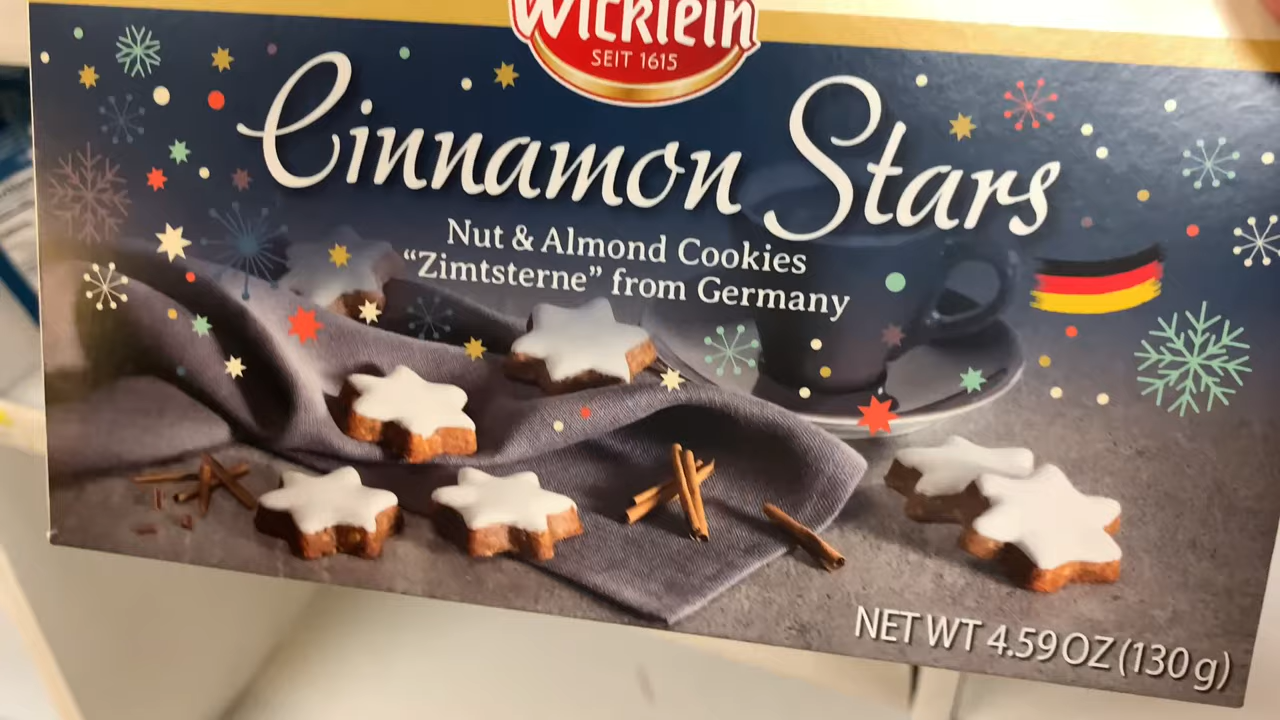 Wicklein
SEIT 1615
Cinnamon Stars
Nut & Almond Cookies
“Zimtsterne” from Germany
NET WT 4.59 OZ (130 g)